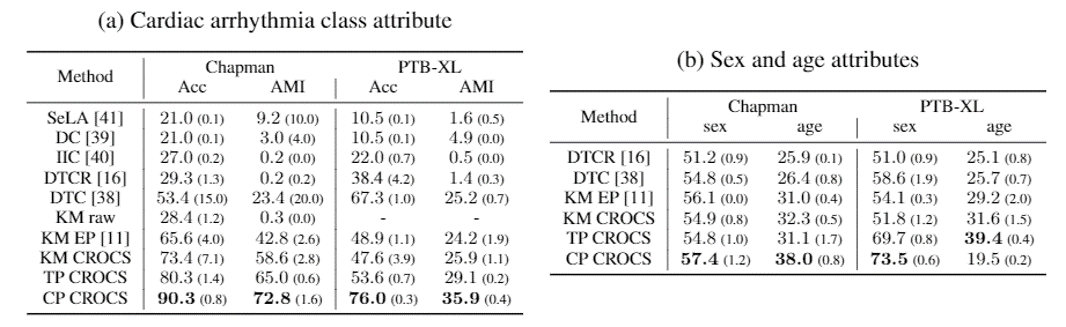 (a) Cardiac arrhythmia class attribute
Method Chapman PTB-XL
Acc AMI Acc AMI
SeLA [41] 21.0 (0.1) 9.2 (10.0) 10.5 (0.1) 1.6 (0.5)
DC [39] 21.0 (0.1) 3.0 (4.0) 10.5 (0.1) 4.9 (0.0)
IIC [40] 27.0 (0.2) 0.2 (0.0) 22.0 (0.7) 0.5 (0.0)
DTCR [16] 29.3 (1.3) 0.2 (0.2) 38.4 (4.2) 1.4 (0.3)
DTC [38] 53.4 (15.0) 23.4 (20.0) 67.3 (1.0) 25.2 (0.7)
KM raw 28.4 (1.2) 0.3 (0.0) - -
KM EP [11] 65.6 (4.0) 42.8 (2.6) 48.9 (1.1) 24.2 (1.9)
KM CROCS 73.4 (7.1) 58.6 (2.8) 47.6 (3.9) 25.9 (1.1)
TP CROCS 80.3 (1.4) 65.0 (0.6) 53.6 (0.7) 29.1 (0.2)
CP CROCS 90.3 (0.8) 72.8 (1.6) 76.0 (0.3) 35.9 (0.4)
(b) Sex and age attributes
Method Chapman PTB-XL
sex age sex age
DTCR [16] 51.2 (0.9) 25.9 (0.1) 51.0 (0.9) 25.1 (0.8)
DTC [38] 54.8 (0.5) 26.4 (0.8) 58.6 (1.9) 25.7 (0.7)
KM EP [11] 56.1 (0.0) 31.0 (0.4) 54.1 (0.3) 29.2 (2.0)
KM CROCS 54.9 (0.8) 32.3 (0.5) 51.8 (1.2) 31.6 (1.5)
TP CROCS 54.8 (1.0) 31.1 (1.7) 69.7 (0.8) 39.4 (0.4)
CP CROCS 57.4 (1.2) 38.0 (0.8) 73.5 (0.6) 19.5 (0.2)